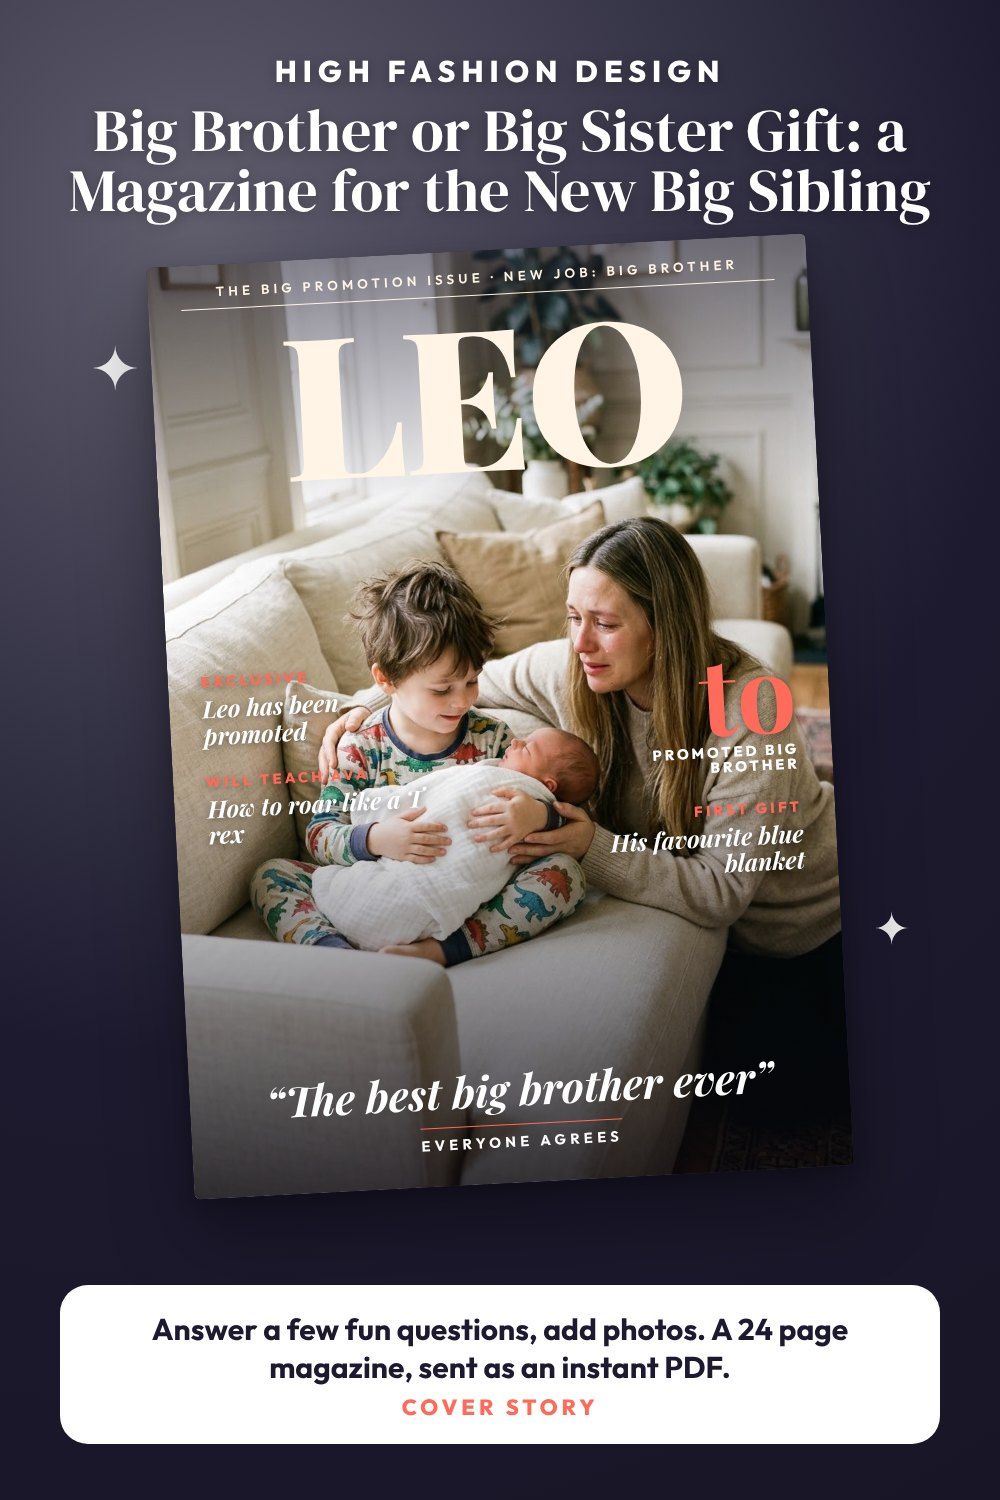 HIGH FASHION DESIGN
Big Brother or Big Sister Gift: a
Magazine for the New Big Sibling
THE BIG PROMOTION ISSUE · NEW JOB: BIG BROTHER
LEO
EXCLUSIVE
Leo has been
promoted
WILL TEACH AVA
How to roar like a T
rex
to
PROMOTED BIG
BROTHER
FIRST GIFT
His favourite blue
blanket
“The best big brother ever”
EVERYONE AGREES
Answer a few fun questions, add photos. A 24 page
magazine, sent as an instant PDF.
COVER STORY